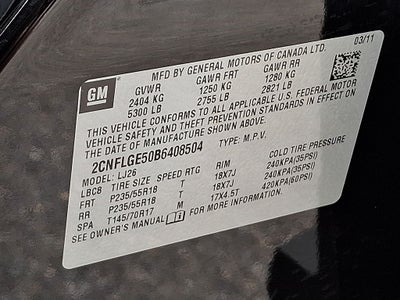 GM
MFD BY GENERAL MOTORS OF CANADA LTD. 03/11
GVWR GAWR FRT GAWR RR
2404 KG 1250 KG 1280 KG
5300 LB 2755 LB 2821 LB
THIS VEHICLE CONFORMS TO ALL APPLICABLE U.S. FEDERAL MOTOR
VEHICLE SAFETY AND THEFT PREVENTION STANDARDS IN EFFECT ON
THE DATE OF MANUFACTURE SHOWN ABOVE.
2CNFLGE50B6408504 TYPE: M.P.V.
MODEL: LJ26
LBC8 TIRE SIZE SPEED RTG RIM COLD TIRE PRESSURE
FRT P235/55R18 T 18X7J 240KPA(35PSI)
RR P235/55R18 T 18X7J 240KPA(35PSI)
SPA T145/70R17 M 17X4.5T 420KPA(60PSI)
SEE OWNER'S MANUAL FOR MORE INFORMATION.